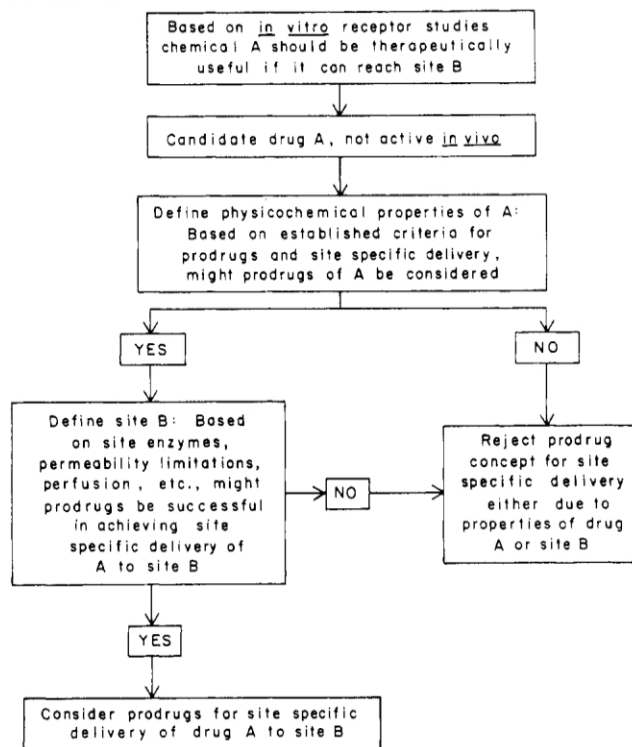 Based on in vitro receptor studies
chemical A should be therapeutically
useful if it can reach site B
Candidate drug A, not active in vivo
Define physicochemical properties of A:
Based on established criteria for
prodrugs and site specific delivery,
might prodrugs of A be considered
YES
NO
Define site B: Based
on site enzymes,
permeability limitations,
perfusion, etc., might
prodrugs be successful
in achieving site
specific delivery of
A to site B
NO
Reject prodrug
concept for site
specific delivery
either due to
properties of drug
A or site B
YES
Consider prodrugs for site specific
delivery of drug A to site B